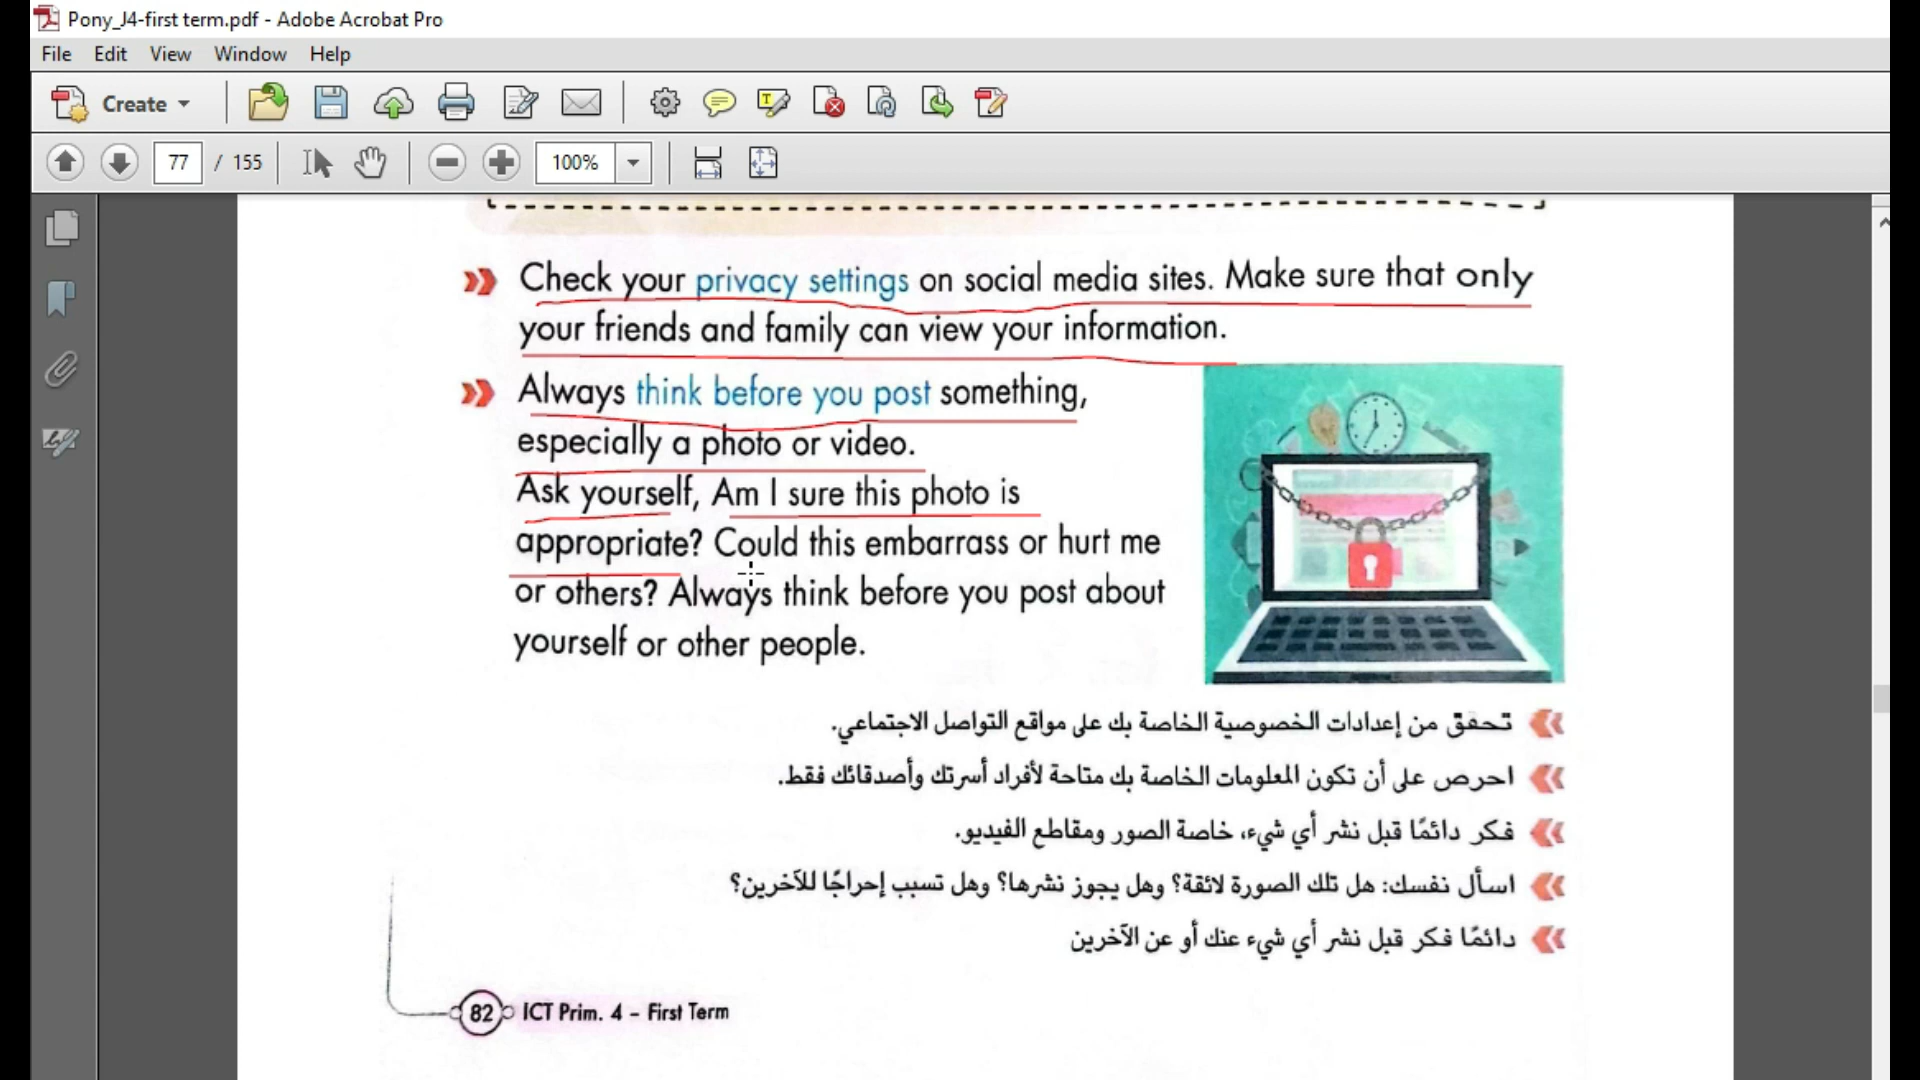 Pony_J4-first term.pdf - Adobe Acrobat Pro
File Edit View Window Help
Create
77 / 155 100%
Check your privacy settings on social media sites. Make sure that only
your friends and family can view your information.
Always think before you post something,
especially a photo or video.
Ask yourself, Am I sure this photo is
appropriate? Could this embarrass or hurt me
or others? Always think before you post about
yourself or other people.
تحقق من إعدادات الخصوصية الخاصة بك على مواقع التواصل الاجتماعي.
احرص على أن تكون المعلومات الخاصة بك متاحة لأفراد أسرتك وأصدقائك فقط.
فكر دائمًا قبل نشر أي شيء، خاصة الصور ومقاطع الفيديو.
اسأل نفسك: هل تلك الصورة لائقة؟ وهل يجوز نشرها؟ وهل تسبب إحراجًا للآخرين؟
دائمًا فكر قبل نشر أي شيء عنك أو عن الآخرين
82 ICT Prim. 4 – First Term